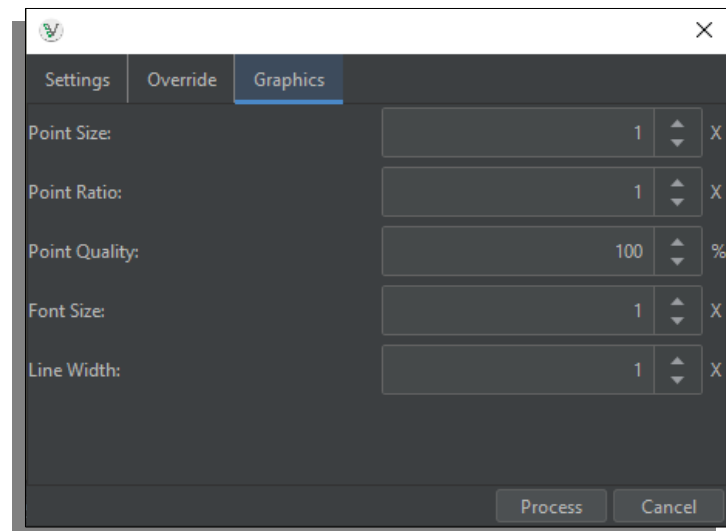 Settings Override Graphics
Point Size: 1 X
Point Ratio: 1 X
Point Quality: 100 %
Font Size: 1 X
Line Width: 1 X
Process Cancel